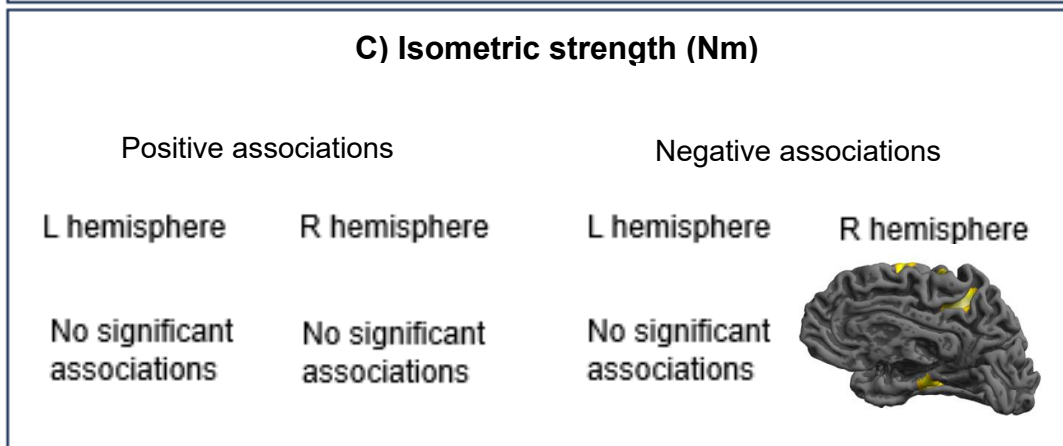 C) Isometric strength (Nm)
Positive associations
Negative associations
L hemisphere
R hemisphere
L hemisphere
R hemisphere
No significant
associations
No significant
associations
No significant
associations